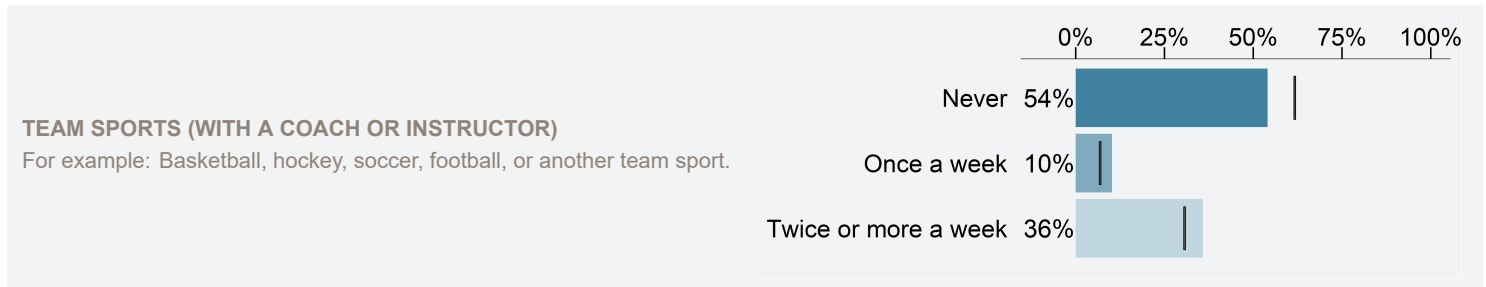 0% 25% 50% 75% 100%
Never 54%
TEAM SPORTS (WITH A COACH OR INSTRUCTOR)
For example: Basketball, hockey, soccer, football, or another team sport.
Once a week 10%
Twice or more a week 36%